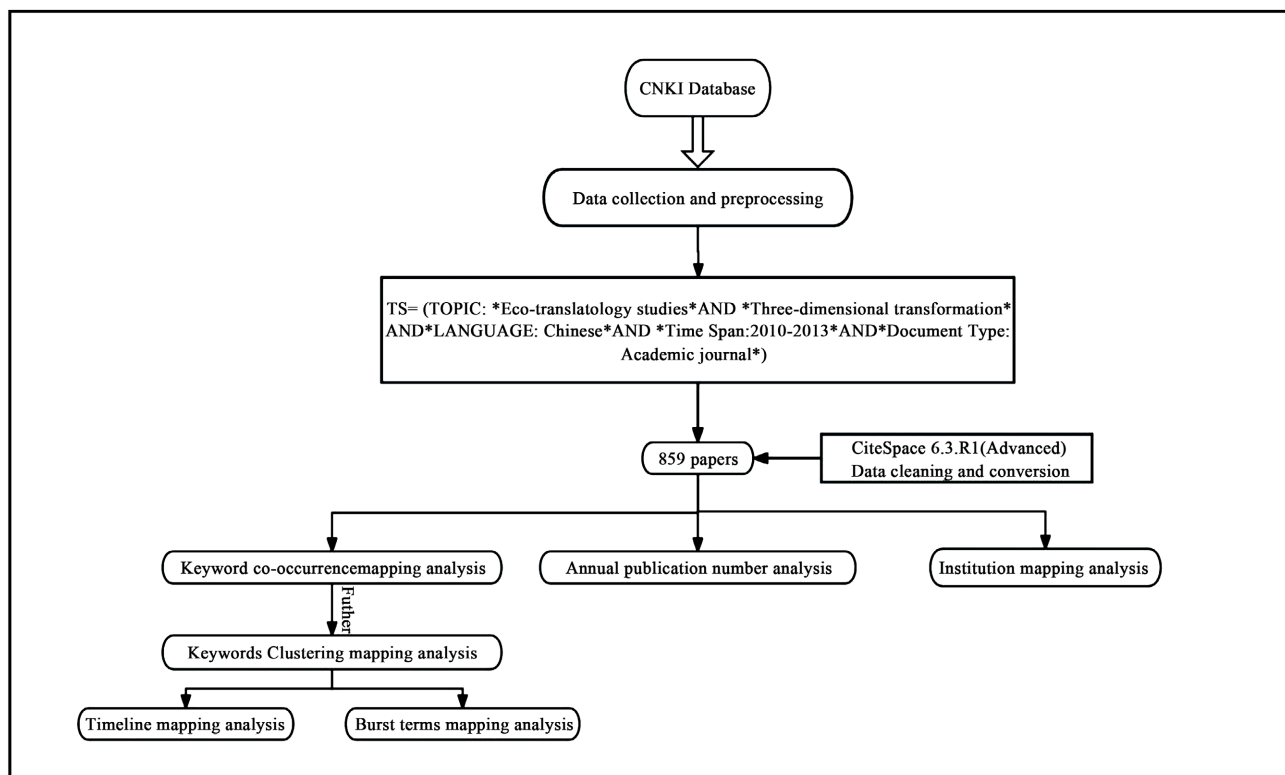 CNKI Database
Data collection and preprocessing
TS= (TOPIC: *Eco-translatology studies*AND *Three-dimensional transformation*
AND*LANGUAGE: Chinese*AND *Time Span:2010-2013*AND*Document Type:
Academic journal*)
859 papers
CiteSpace 6.3.R1(Advanced)
Data cleaning and conversion
Keyword co-occurrencemapping analysis
Annual publication number analysis
Institution mapping analysis
Futher
Keywords Clustering mapping analysis
Timeline mapping analysis
Burst terms mapping analysis